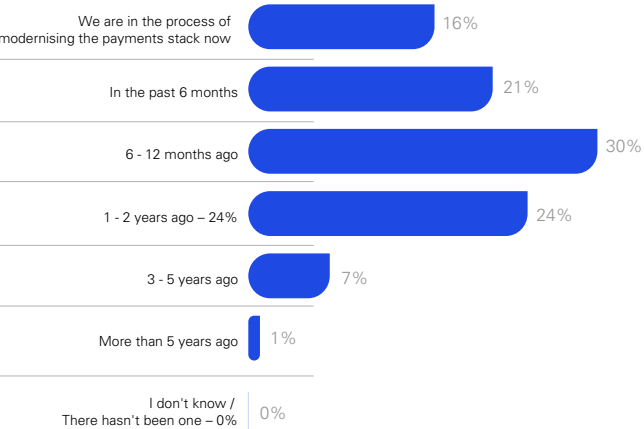 We are in the process of
modernising the payments stack now
16%
In the past 6 months
21%
6 - 12 months ago
30%
1 - 2 years ago – 24%
24%
3 - 5 years ago
7%
More than 5 years ago
1%
I don't know /
There hasn't been one – 0%
0%